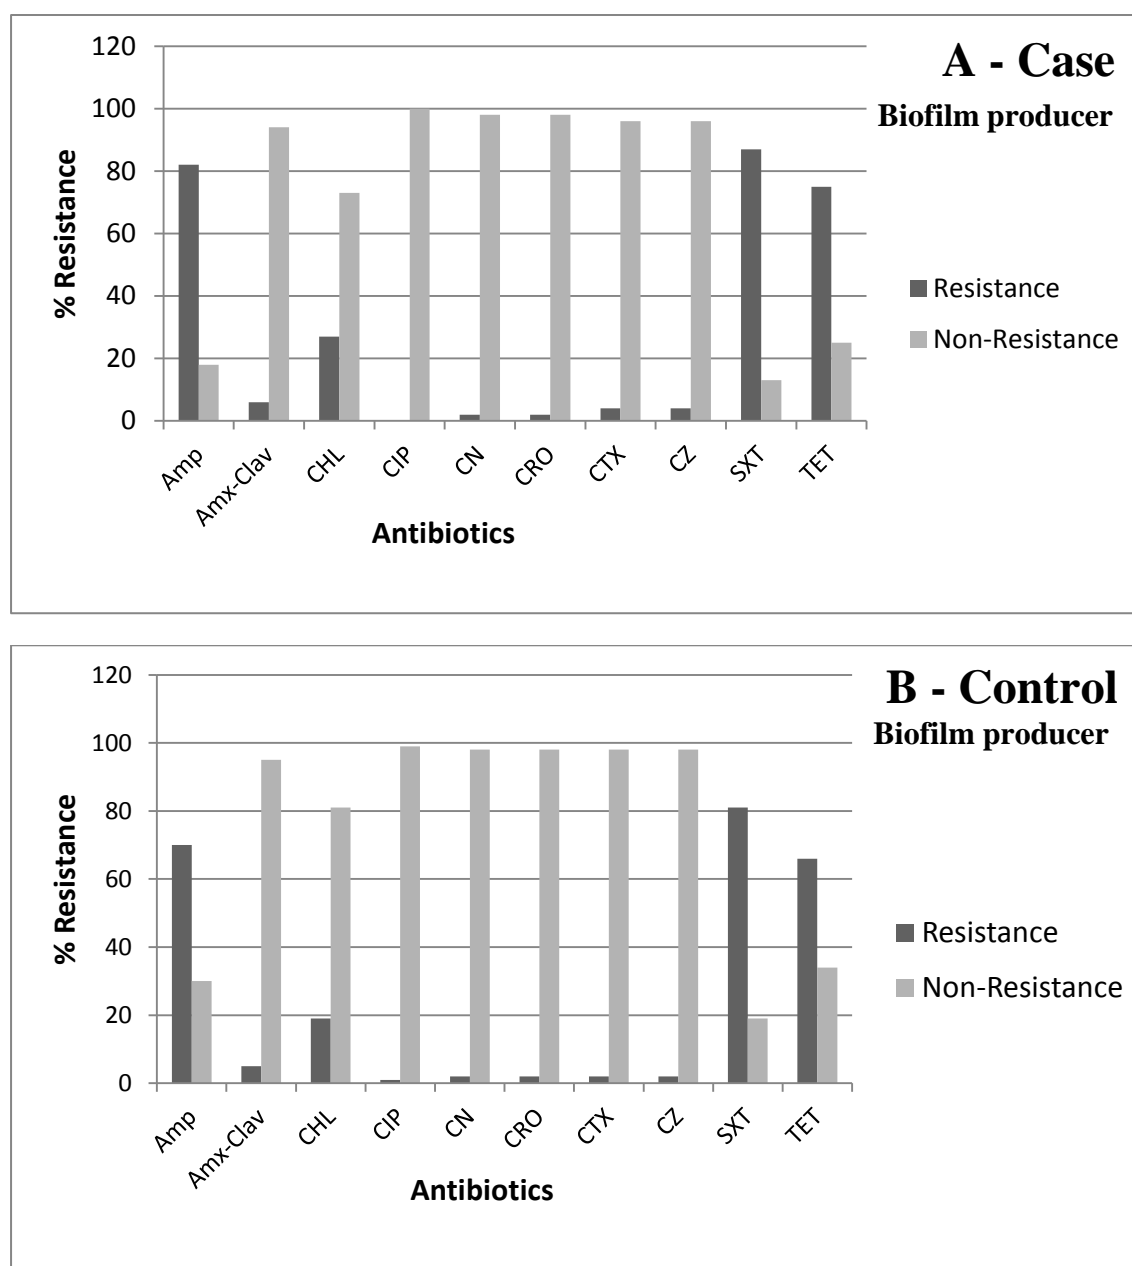 A - Case
Biofilm producer
120
100
80
60
40
20
0
% Resistance
Amp
Amx-Clav
CHL
CIP
CN
CRO
CTX
CZ
SXT
TET
Antibiotics
Resistance
Non-Resistance
B - Control
Biofilm producer
120
100
80
60
40
20
0
% Resistance
Amp
Amx-Clav
CHL
CIP
CN
CRO
CTX
CZ
SXT
TET
Antibiotics
Resistance
Non-Resistance